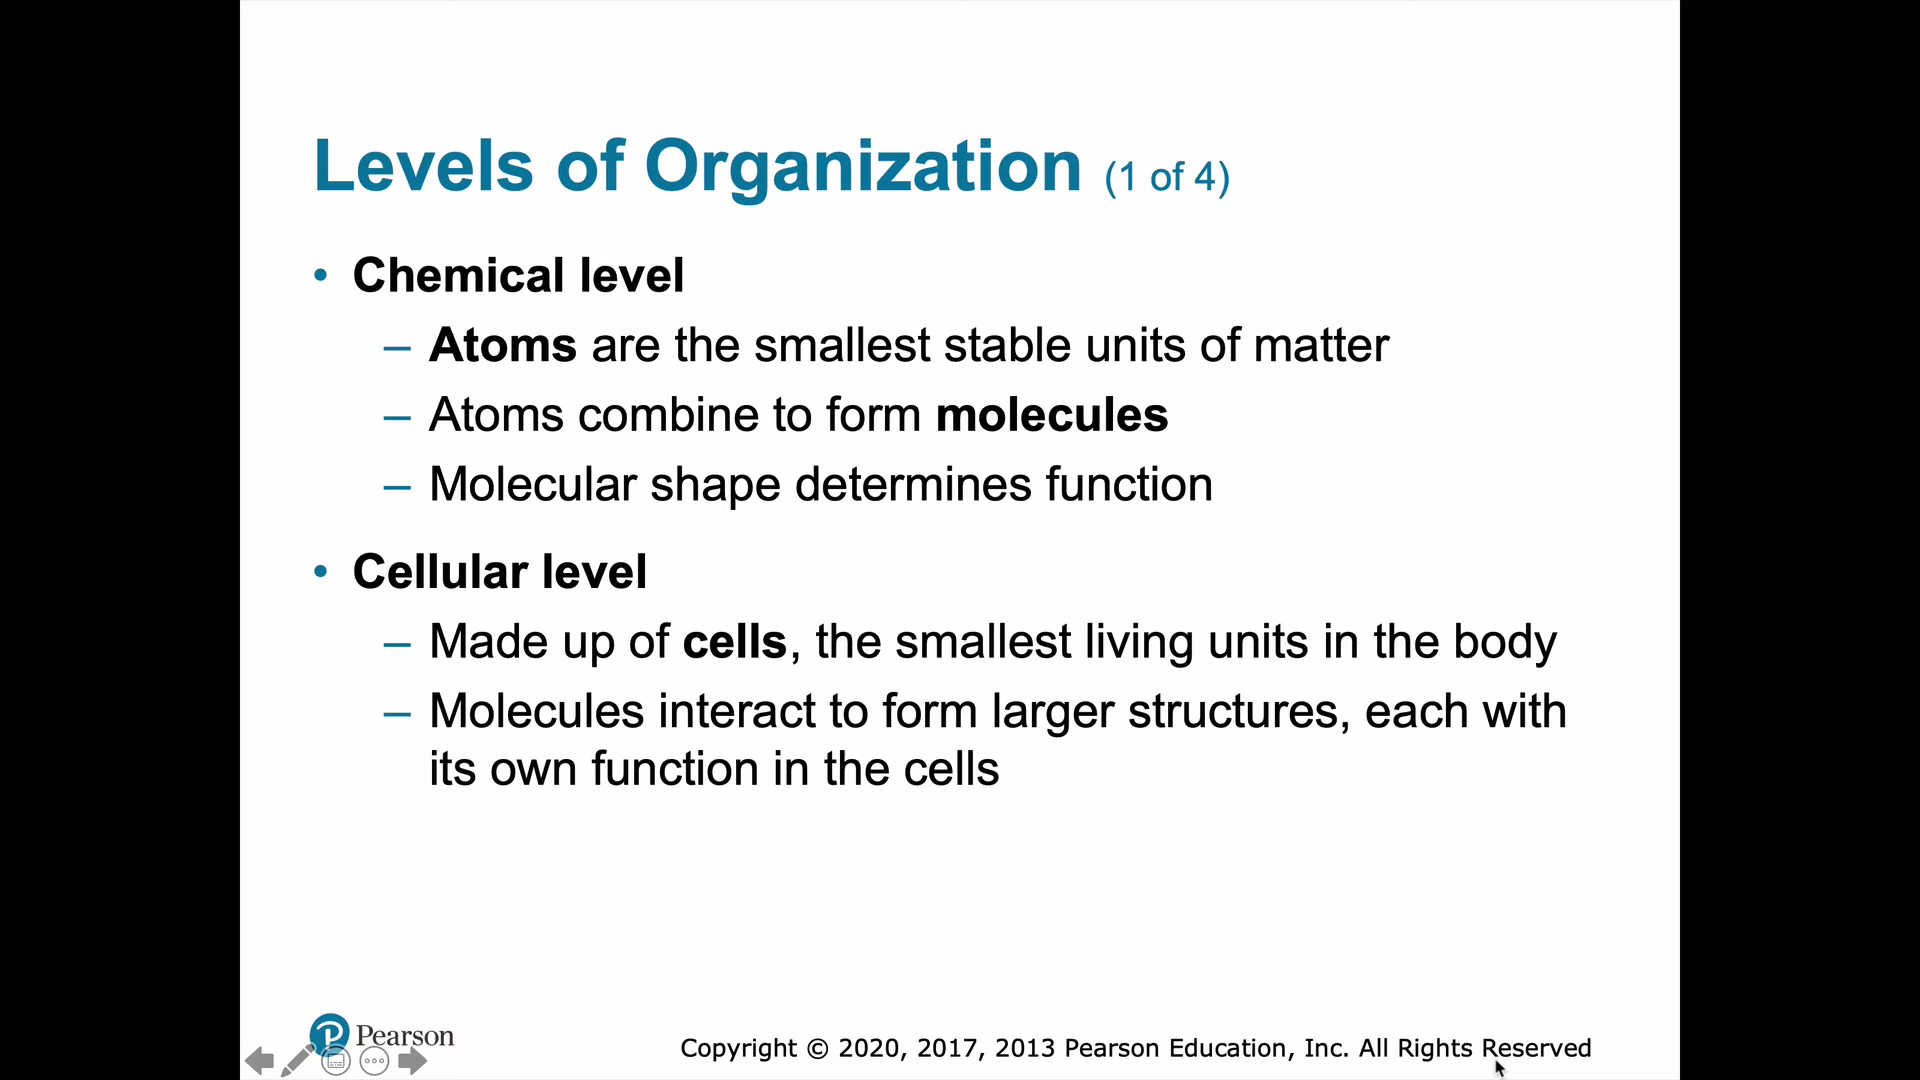 Levels of Organization (1 of 4)
• Chemical level
– Atoms are the smallest stable units of matter
– Atoms combine to form molecules
– Molecular shape determines function
• Cellular level
– Made up of cells, the smallest living units in the body
– Molecules interact to form larger structures, each with
its own function in the cells
Pearson
Copyright © 2020, 2017, 2013 Pearson Education, Inc. All Rights Reserved